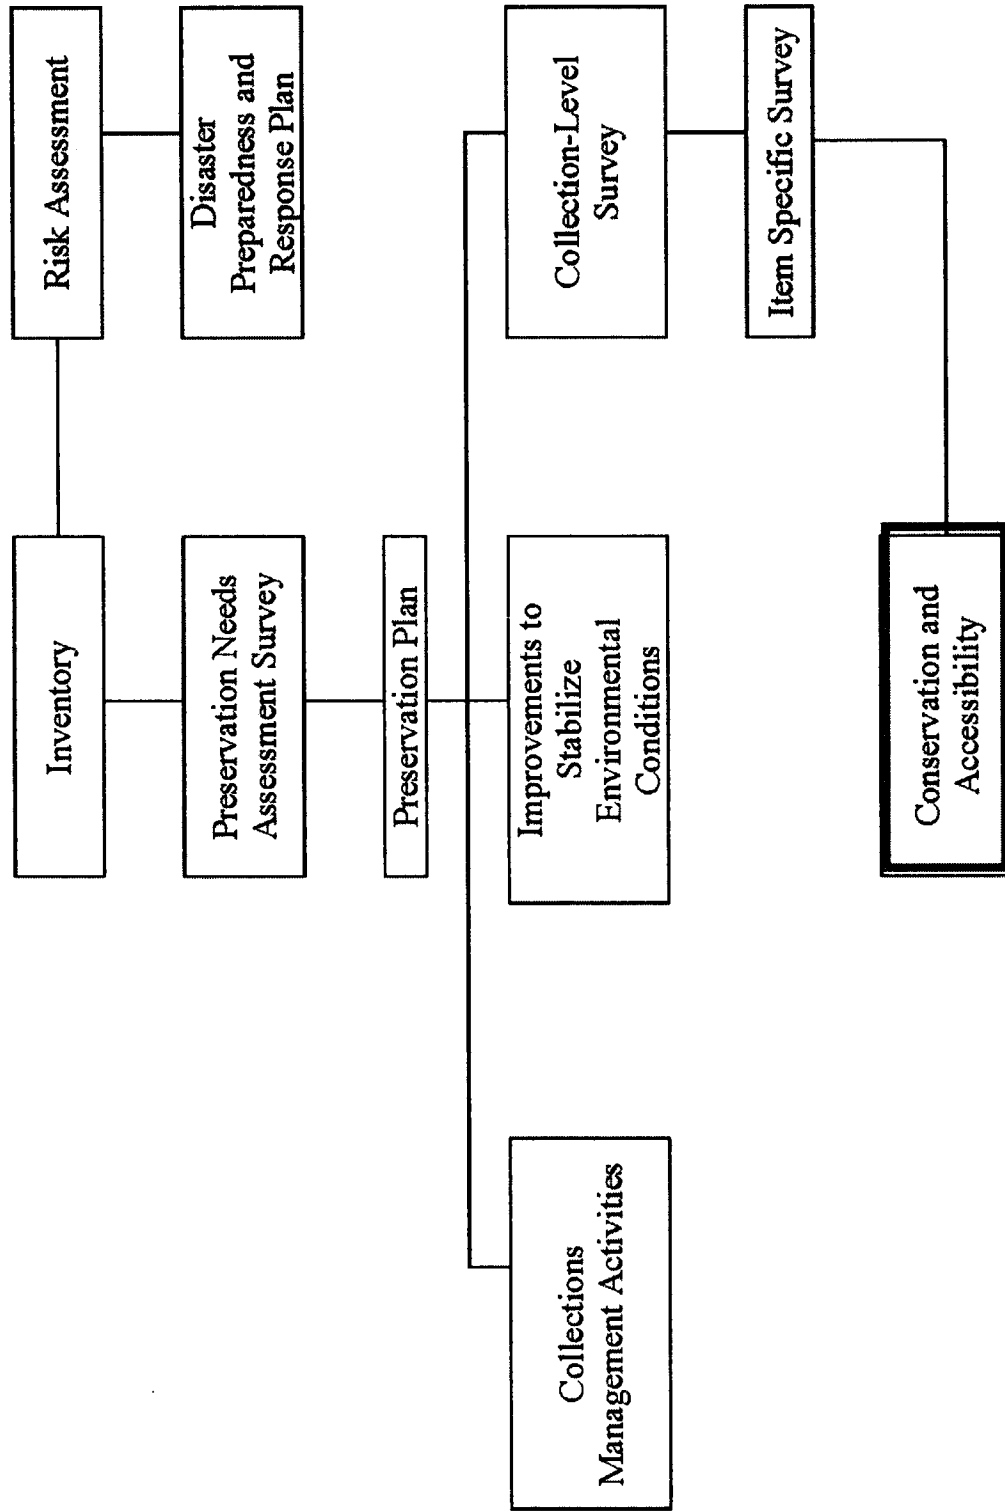 Inventory
Risk Assessment
Preservation Needs
Assessment Survey
Disaster
Preparedness and
Response Plan
Preservation Plan
Collections
Management Activities
Improvements to
Stabilize
Environmental
Conditions
Collection-Level
Survey
Item Specific Survey
Conservation and
Accessibility